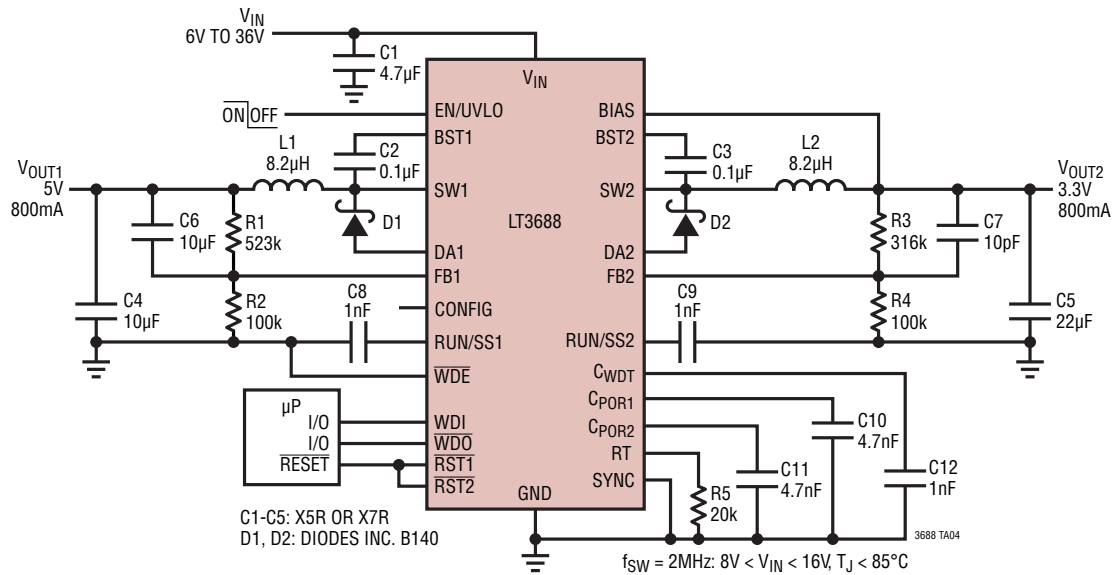 VIN
6V TO 36V
C1
4.7µF
VIN
ON OFF
EN/UVLO
BIAS
BST1
BST2
L1
8.2µH
C2
0.1µF
C3
0.1µF
L2
8.2µH
VOUT1
5V
800mA
SW1
SW2
VOUT2
3.3V
800mA
C6
10µF
R1
523k
D1
LT3688
D2
R3
316k
C7
10pF
DA1
DA2
FB1
FB2
C4
10µF
R2
100k
C8
1nF
CONFIG
C9
1nF
R4
100k
C5
22µF
RUN/SS1
RUN/SS2
WDE
CWDT
µP
CPOR1
I/O
WDI
CPOR2
C10
4.7nF
I/O
WDO
RT
RESET
RST1
C11
4.7nF
C12
1nF
RST2
SYNC
R5
20k
GND
C1-C5: X5R OR X7R
D1, D2: DIODES INC. B140
3688 TA04
fSW = 2MHz: 8V < VIN < 16V, TJ < 85°C